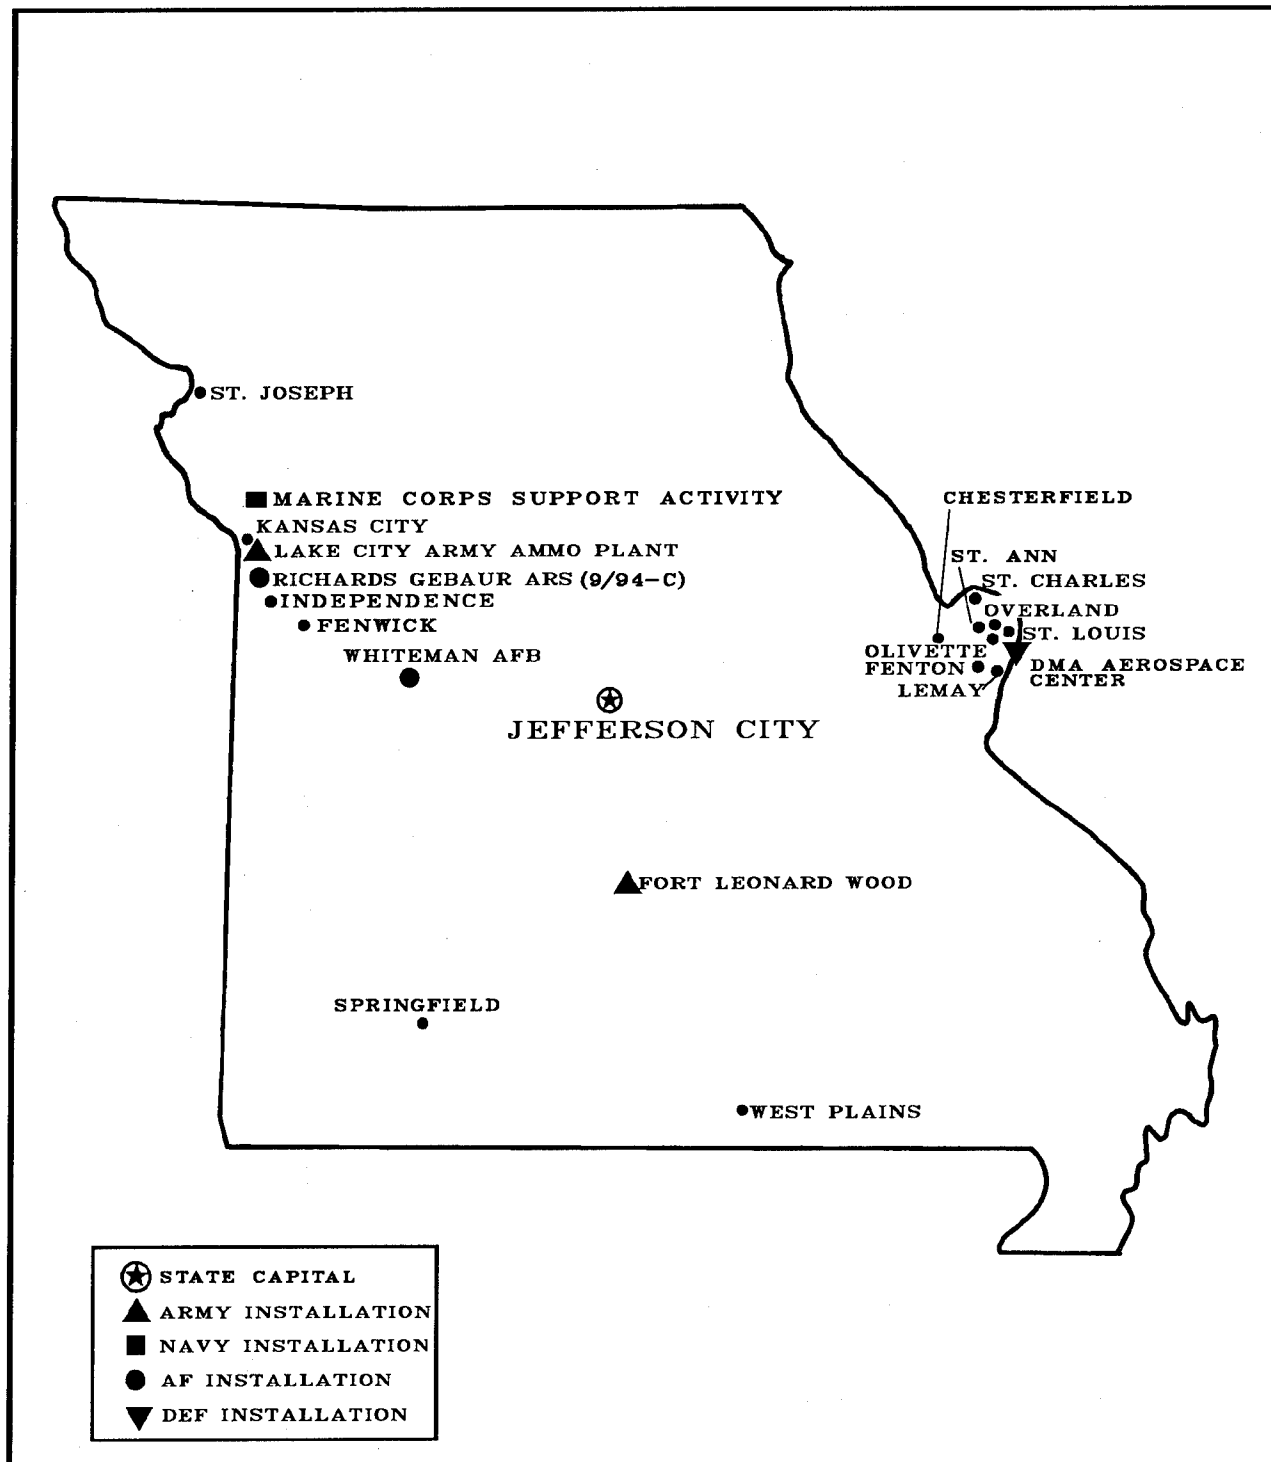 ST. JOSEPH
MARINE CORPS SUPPORT ACTIVITY
CHESTERFIELD
KANSAS CITY
LAKE CITY ARMY AMMO PLANT
ST. ANN
RICHARDS GEBAUR ARS (9/94-C)
ST. CHARLES
INDEPENDENCE
OVERLAND
FENWICK
ST. LOUIS
WHITEMAN AFB
OLIVETTE
FENTON
DMA AEROSPACE
CENTER
LEMAY
JEFFERSON CITY
FORT LEONARD WOOD
SPRINGFIELD
WEST PLAINS
STATE CAPITAL
ARMY INSTALLATION
NAVY INSTALLATION
AF INSTALLATION
DEF INSTALLATION